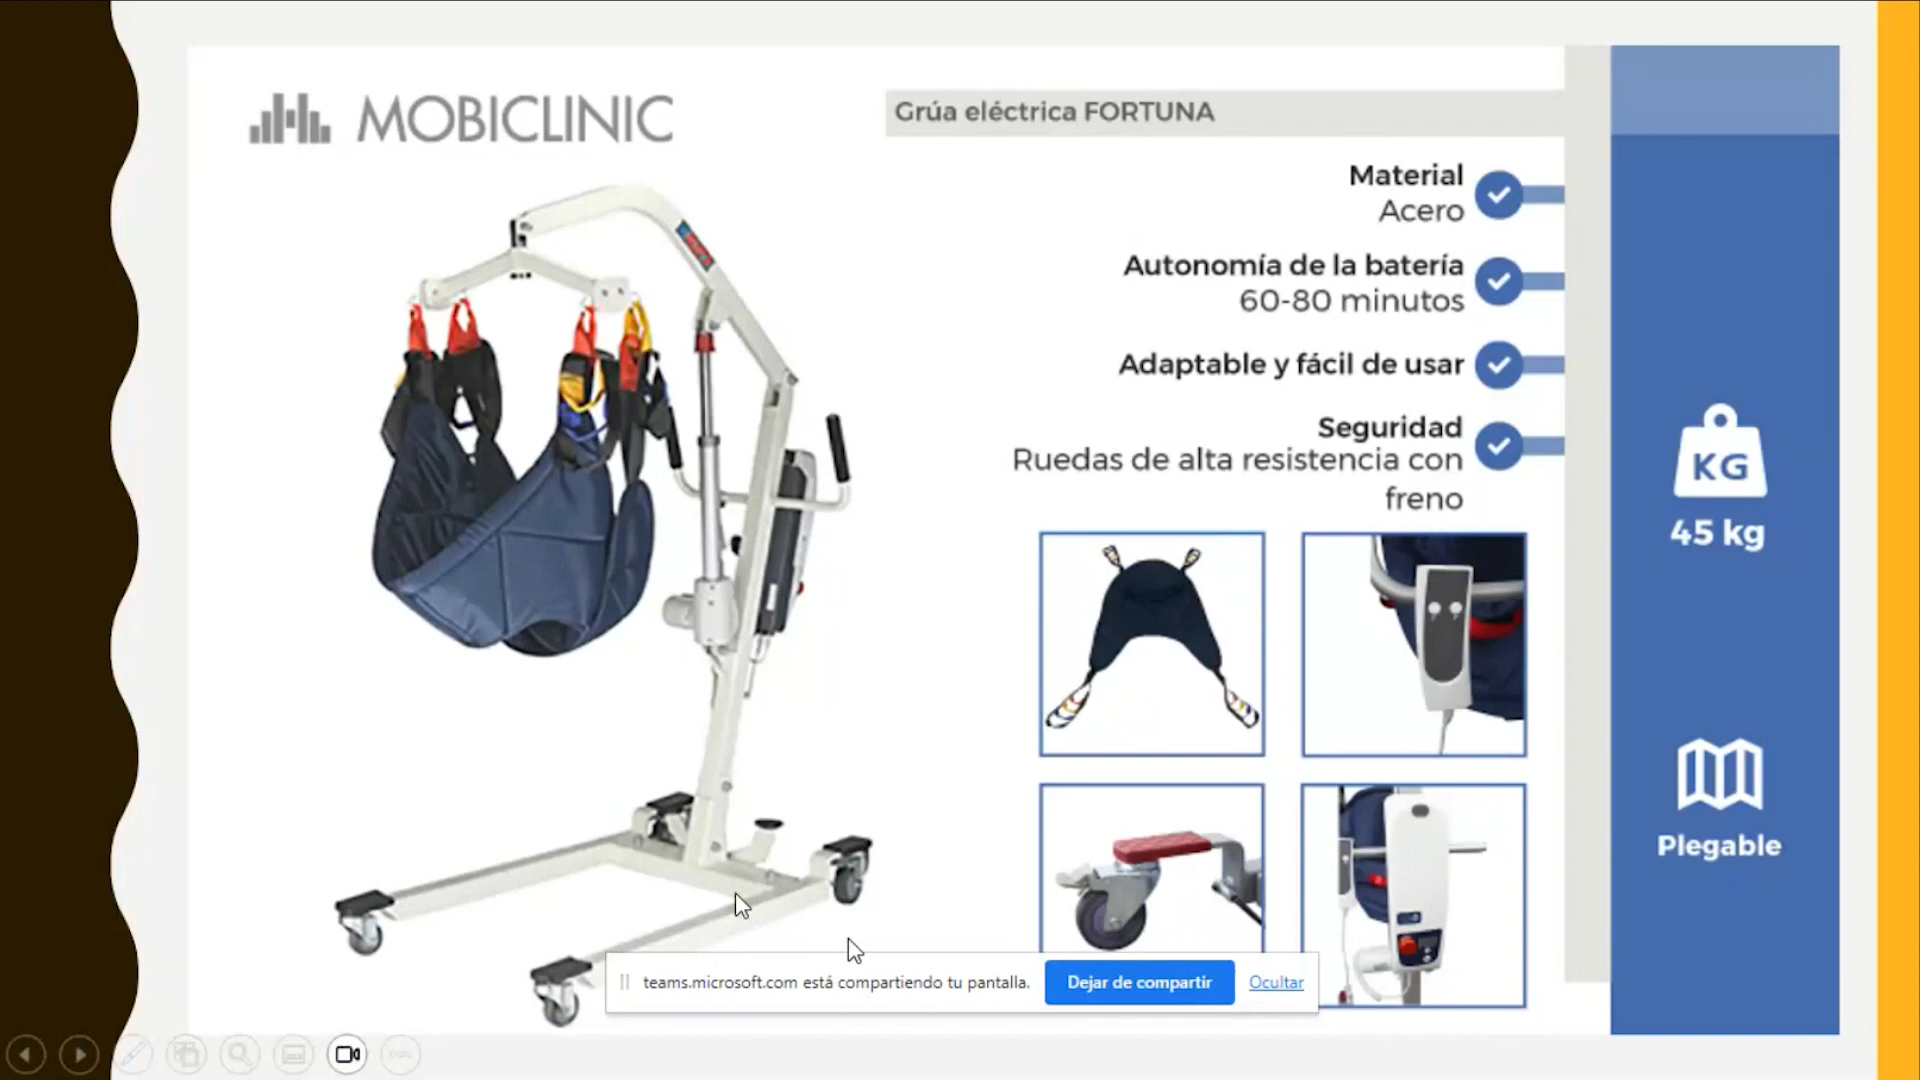 MOBICLINIC
Grúa eléctrica FORTUNA
Material
Acero
Autonomía de la batería
60-80 minutos
Adaptable y fácil de usar
Seguridad
Ruedas de alta resistencia con
freno
KG
45 kg
Plegable
teams.microsoft.com está compartiendo tu pantalla.
Dejar de compartir
Ocultar